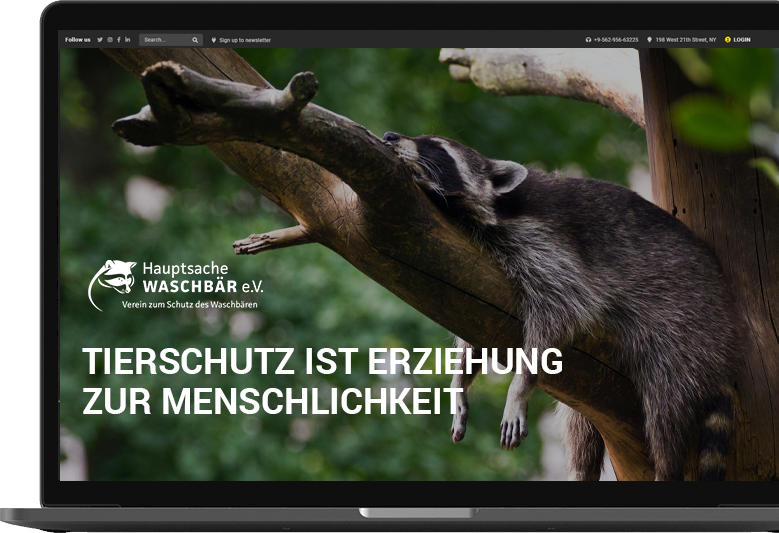 Follow us Search... Sign up to newsletter +9-562-956-63225 198 West 21th Street, NY LOGIN
Hauptsache
WASCHBÄR e.V.
Verein zum Schutz des Waschbären
TIERSCHUTZ IST ERZIEHUNG
ZUR MENSCHLICHKEIT